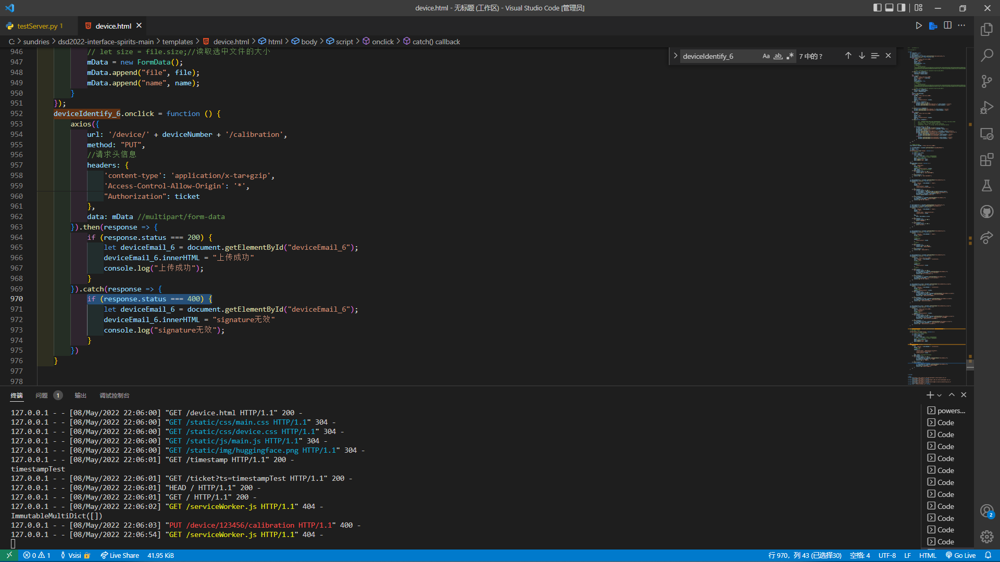 device.html - 无标题 (工作区) - Visual Studio Code [管理员]
testServer.py 1
device.html
C: > sundries > dsd2022-interface-spirits-main > templates > device.html > html > body > script > onclick > catch() callback
deviceIdentify_6
Aa ab .* 7 中的 ?
946 // let size = file.size;//读取选中文件的大小
947 mData = new FormData();
948 mData.append("file", file);
949 mData.append("name", name);
950 }
951 });
952 deviceIdentify_6.onclick = function () {
953 axios({
954 url: '/device/' + deviceNumber + '/calibration',
955 method: "PUT",
956 //请求头信息
957 headers: {
958 'content-type': 'application/x-tar+gzip',
959 'Access-Control-Allow-Origin': '*',
960 "Authorization": ticket
961 },
962 data: mData //multipart/form-data
963 }).then(response => {
964 if (response.status === 200) {
965 let deviceEmail_6 = document.getElementById("deviceEmail_6");
966 deviceEmail_6.innerHTML = "上传成功"
967 console.log("上传成功");
968 }
969 }).catch(response => {
970 if (response.status === 400) {
971 let deviceEmail_6 = document.getElementById("deviceEmail_6");
972 deviceEmail_6.innerHTML = "signature无效"
973 console.log("signature无效");
974 }
975 })
976 }
977
978
终端 问题 1 输出 调试控制台
127.0.0.1 - - [08/May/2022 22:06:00] "GET /device.html HTTP/1.1" 200 -
127.0.0.1 - - [08/May/2022 22:06:00] "GET /static/css/main.css HTTP/1.1" 304 -
127.0.0.1 - - [08/May/2022 22:06:00] "GET /static/css/device.css HTTP/1.1" 304 -
127.0.0.1 - - [08/May/2022 22:06:00] "GET /static/js/main.js HTTP/1.1" 304 -
127.0.0.1 - - [08/May/2022 22:06:00] "GET /static/img/huggingface.png HTTP/1.1" 304 -
127.0.0.1 - - [08/May/2022 22:06:01] "GET /timestamp HTTP/1.1" 200 -
timestampTest
127.0.0.1 - - [08/May/2022 22:06:01] "GET /ticket?ts=timestampTest HTTP/1.1" 200 -
127.0.0.1 - - [08/May/2022 22:06:01] "HEAD / HTTP/1.1" 200 -
127.0.0.1 - - [08/May/2022 22:06:01] "GET / HTTP/1.1" 200 -
127.0.0.1 - - [08/May/2022 22:06:02] "GET /serviceWorker.js HTTP/1.1" 404 -
ImmutableMultiDict([])
127.0.0.1 - - [08/May/2022 22:06:03] "PUT /device/123456/calibration HTTP/1.1" 400 -
127.0.0.1 - - [08/May/2022 22:06:54] "GET /serviceWorker.js HTTP/1.1" 404 -
powers...
Code
Code
Code
Code
Code
Code
Code
Code
Code
Code
Code
2
0 1 Vsisi Live Share 41.95 KiB
行 970, 列 43 (已选择30) 空格: 4 UTF-8 LF HTML Go Live